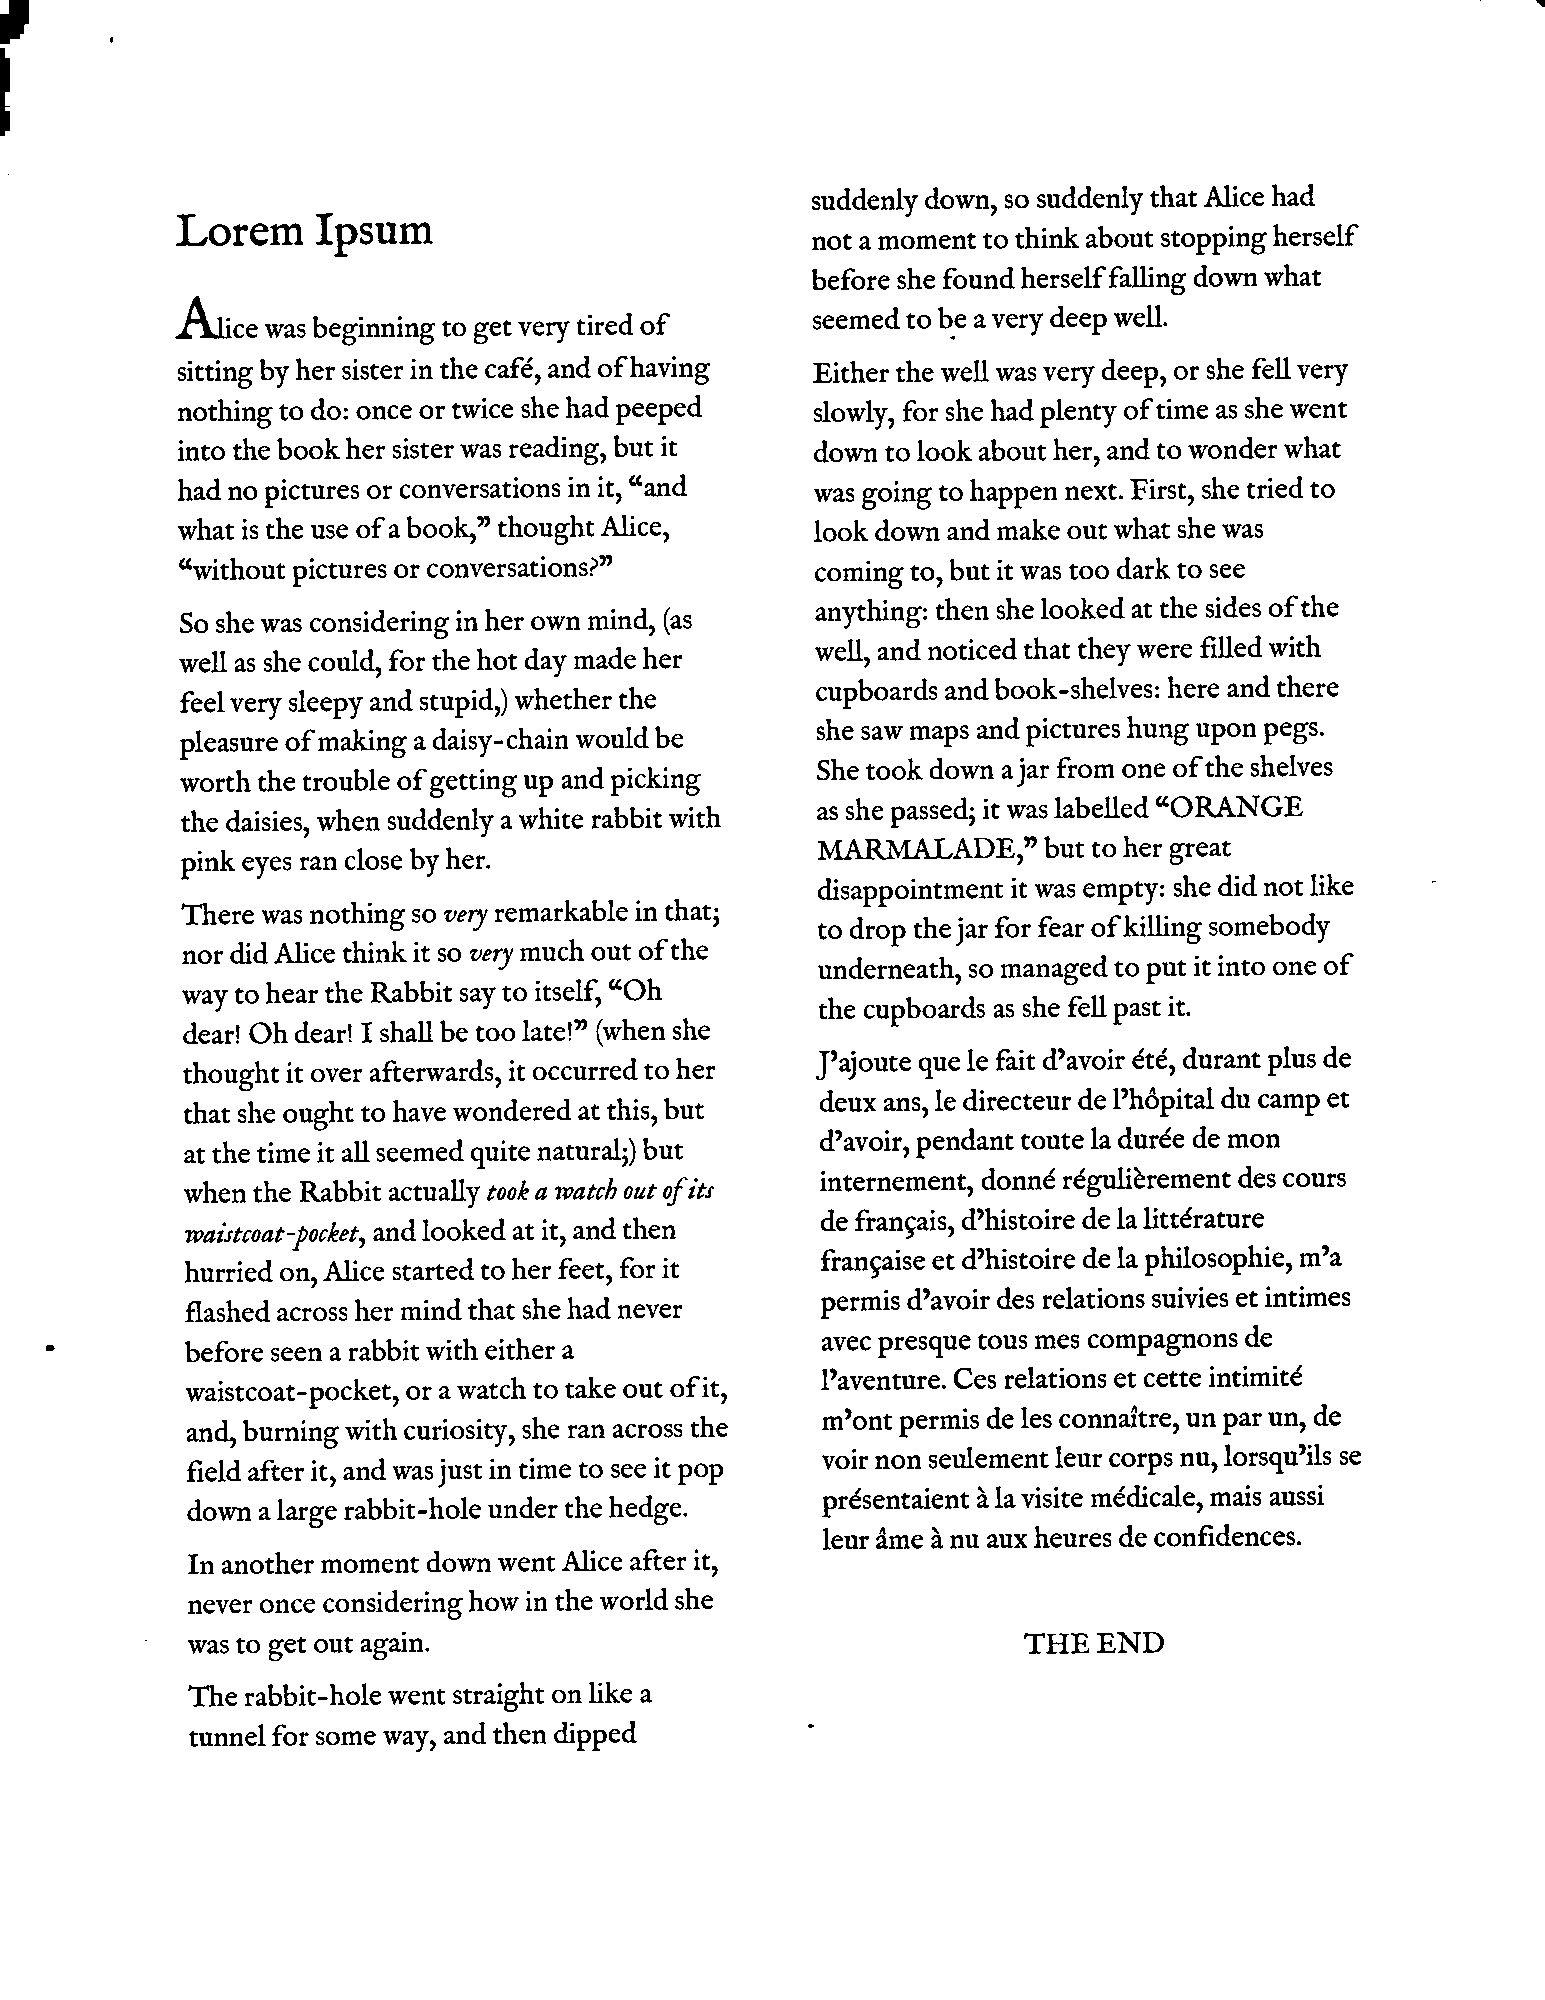 Lorem Ipsum
Alice was beginning to get very tired of
sitting by her sister in the café, and of having
nothing to do: once or twice she had peeped
into the book her sister was reading, but it
had no pictures or conversations in it, “and
what is the use of a book,” thought Alice,
“without pictures or conversations?”
So she was considering in her own mind, (as
well as she could, for the hot day made her
feel very sleepy and stupid,) whether the
pleasure of making a daisy-chain would be
worth the trouble of getting up and picking
the daisies, when suddenly a white rabbit with
pink eyes ran close by her.
There was nothing so very remarkable in that;
nor did Alice think it so very much out of the
way to hear the Rabbit say to itself, “Oh
dear! Oh dear! I shall be too late!” (when she
thought it over afterwards, it occurred to her
that she ought to have wondered at this, but
at the time it all seemed quite natural;) but
when the Rabbit actually took a watch out of its
waistcoat-pocket, and looked at it, and then
hurried on, Alice started to her feet, for it
flashed across her mind that she had never
before seen a rabbit with either a
waistcoat-pocket, or a watch to take out of it,
and, burning with curiosity, she ran across the
field after it, and was just in time to see it pop
down a large rabbit-hole under the hedge.
In another moment down went Alice after it,
never once considering how in the world she
was to get out again.
The rabbit-hole went straight on like a
tunnel for some way, and then dipped
suddenly down, so suddenly that Alice had
not a moment to think about stopping herself
before she found herself falling down what
seemed to be a very deep well.
Either the well was very deep, or she fell very
slowly, for she had plenty of time as she went
down to look about her, and to wonder what
was going to happen next. First, she tried to
look down and make out what she was
coming to, but it was too dark to see
anything: then she looked at the sides of the
well, and noticed that they were filled with
cupboards and book-shelves: here and there
she saw maps and pictures hung upon pegs.
She took down a jar from one of the shelves
as she passed; it was labelled “ORANGE
MARMALADE,” but to her great
disappointment it was empty: she did not like
to drop the jar for fear of killing somebody
underneath, so managed to put it into one of
the cupboards as she fell past it.
J’ajoute que le fait d’avoir été, durant plus de
deux ans, le directeur de l’hôpital du camp et
d’avoir, pendant toute la durée de mon
internement, donné régulièrement des cours
de français, d’histoire de la littérature
française et d’histoire de la philosophie, m’a
permis d’avoir des relations suivies et intimes
avec presque tous mes compagnons de
l’aventure. Ces relations et cette intimité
m’ont permis de les connaître, un par un, de
voir non seulement leur corps nu, lorsqu’ils se
présentaient à la visite médicale, mais aussi
leur âme à nu aux heures de confidences.
THE END